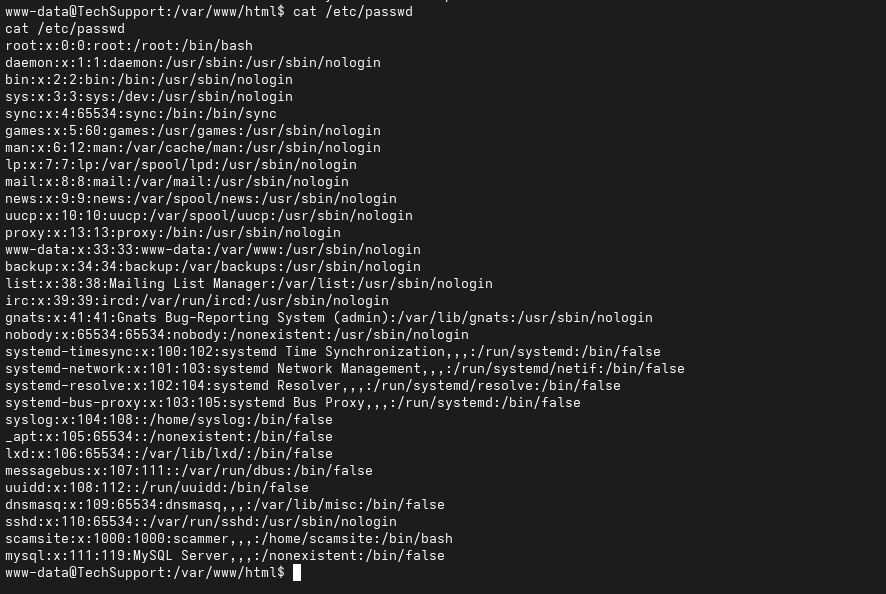 www-data@TechSupport:/var/www/html$ cat /etc/passwd
cat /etc/passwd
root:x:0:0:root:/root:/bin/bash
daemon:x:1:1:daemon:/usr/sbin:/usr/sbin/nologin
bin:x:2:2:bin:/bin:/usr/sbin/nologin
sys:x:3:3:sys:/dev:/usr/sbin/nologin
sync:x:4:65534:sync:/bin:/bin/sync
games:x:5:60:games:/usr/games:/usr/sbin/nologin
man:x:6:12:man:/var/cache/man:/usr/sbin/nologin
lp:x:7:7:lp:/var/spool/lpd:/usr/sbin/nologin
mail:x:8:8:mail:/var/mail:/usr/sbin/nologin
news:x:9:9:news:/var/spool/news:/usr/sbin/nologin
uucp:x:10:10:uucp:/var/spool/uucp:/usr/sbin/nologin
proxy:x:13:13:proxy:/bin:/usr/sbin/nologin
www-data:x:33:33:www-data:/var/www:/usr/sbin/nologin
backup:x:34:34:backup:/var/backups:/usr/sbin/nologin
list:x:38:38:Mailing List Manager:/var/list:/usr/sbin/nologin
irc:x:39:39:ircd:/var/run/ircd:/usr/sbin/nologin
gnats:x:41:41:Gnats Bug-Reporting System (admin):/var/lib/gnats:/usr/sbin/nologin
nobody:x:65534:65534:nobody:/nonexistent:/usr/sbin/nologin
systemd-timesync:x:100:102:systemd Time Synchronization,,,:/run/systemd:/bin/false
systemd-network:x:101:103:systemd Network Management,,,:/run/systemd/netif:/bin/false
systemd-resolve:x:102:104:systemd Resolver,,,:/run/systemd/resolve:/bin/false
systemd-bus-proxy:x:103:105:systemd Bus Proxy,,,:/run/systemd:/bin/false
syslog:x:104:108::/home/syslog:/bin/false
_apt:x:105:65534::/nonexistent:/bin/false
lxd:x:106:65534::/var/lib/lxd/:/bin/false
messagebus:x:107:111::/var/run/dbus:/bin/false
uuidd:x:108:112::/run/uuidd:/bin/false
dnsmasq:x:109:65534:dnsmasq,,,:/var/lib/misc:/bin/false
sshd:x:110:65534::/var/run/sshd:/usr/sbin/nologin
scamsite:x:1000:1000:scammer,,,:/home/scamsite:/bin/bash
mysql:x:111:119:MySQL Server,,,:/nonexistent:/bin/false
www-data@TechSupport:/var/www/html$